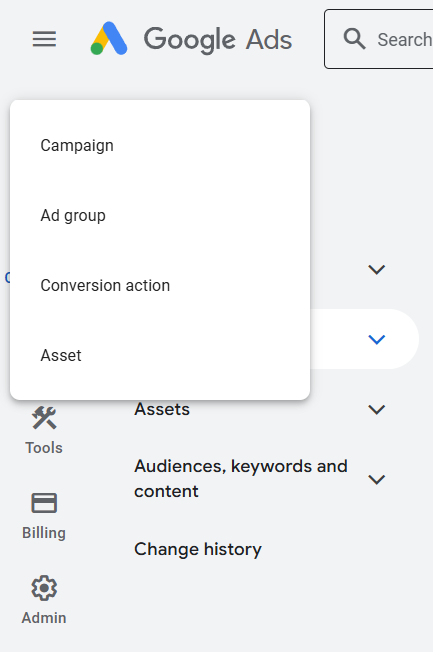 Google Ads
Search
Campaign
Ad group
Conversion action
Asset
Assets
Tools
Audiences, keywords and
content
Billing
Change history
Admin